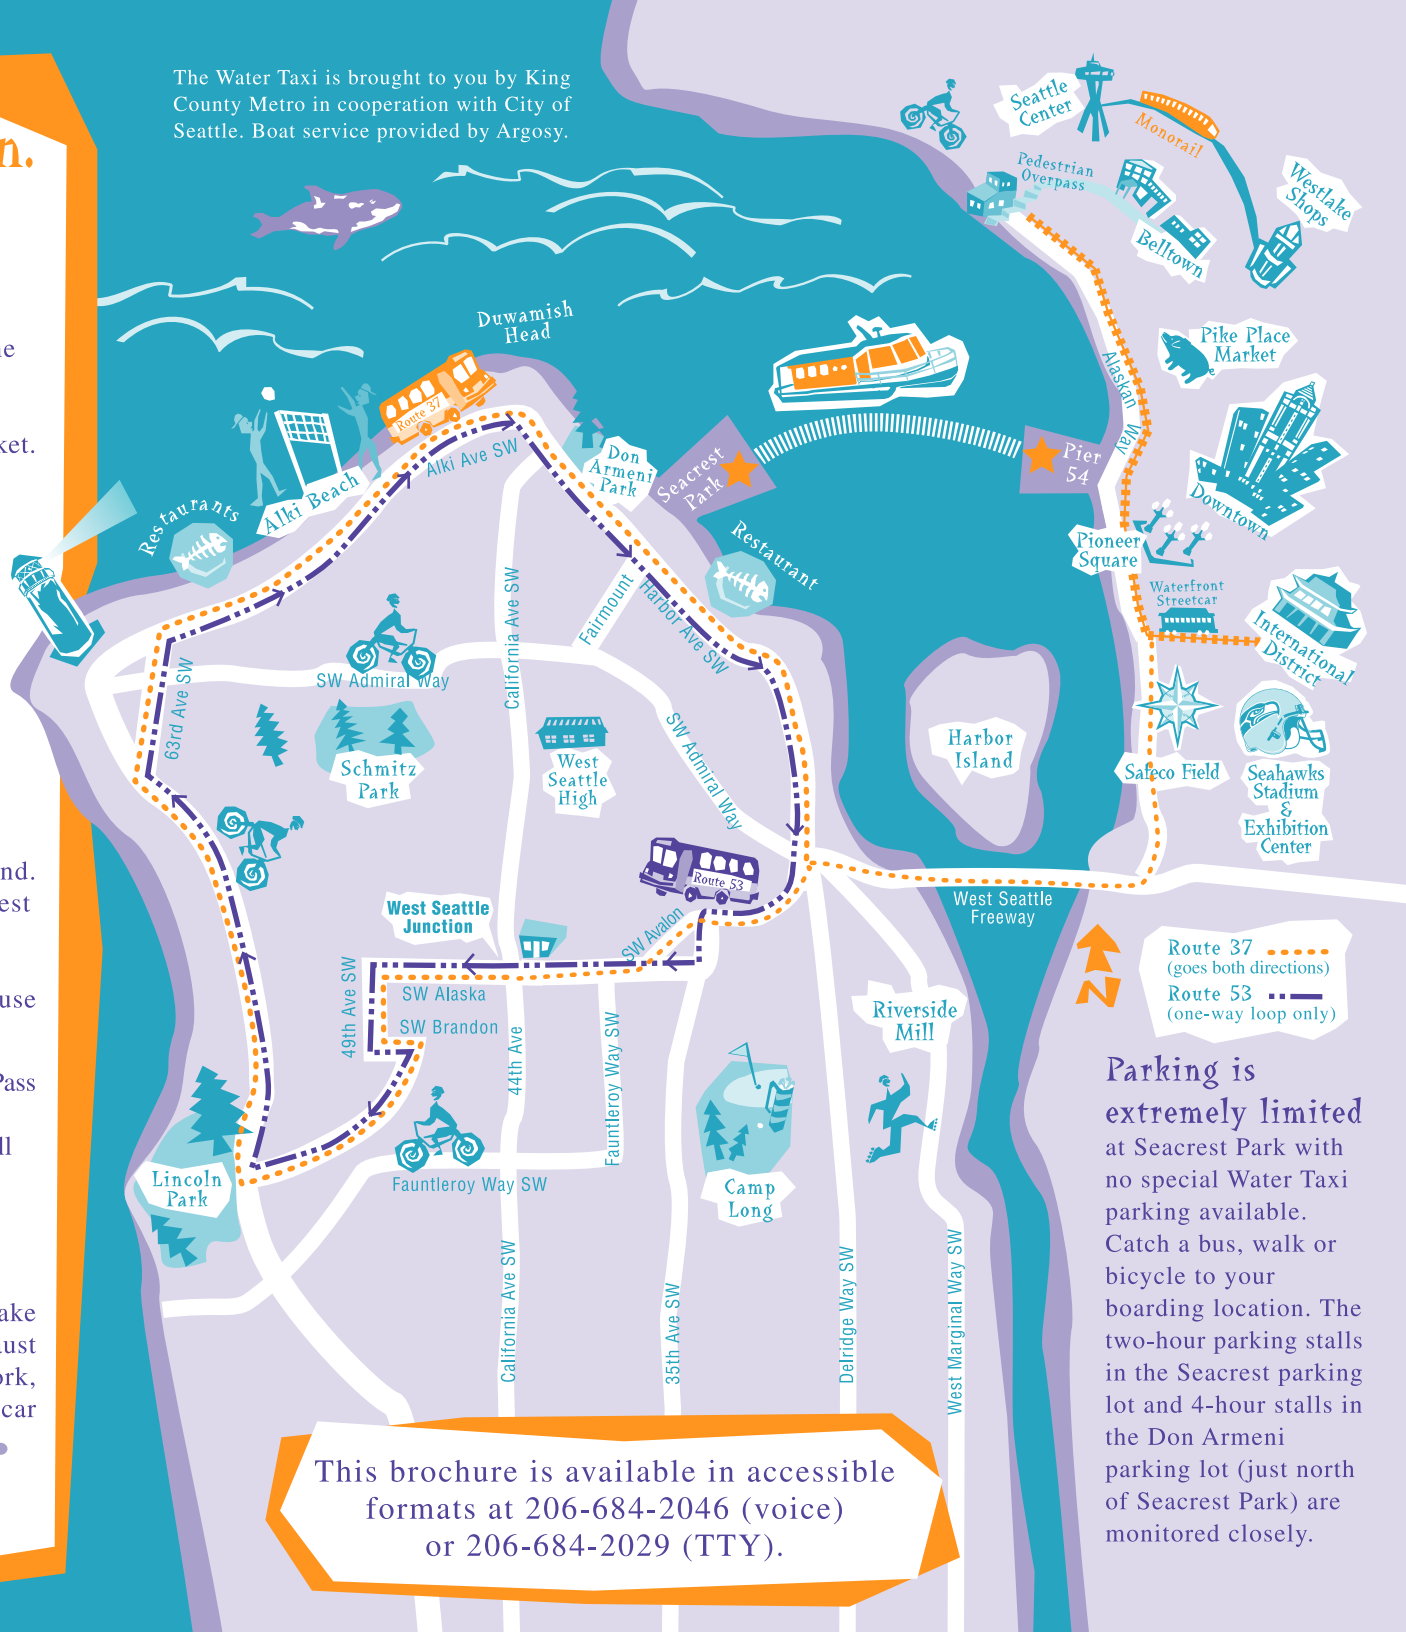 The Water Taxi is brought to you by King
County Metro in cooperation with City of
Seattle. Boat service provided by Argosy.
n.
ket.
nd.
est
use
Pass
ll
ake
ork,
car
Seattle
Center
Monorail
Pedestrian
Overpass
Westlake
Shops
Belltown
Duwamish
Head
Pike Place
Market
Alaskan Way
Route 37
Alki Ave SW
Don
Armeni
Park
Seacrest
Park
Pier
54
Downtown
Alki Beach
Restaurants
Restaurant
Pioneer
Square
Waterfront
Streetcar
International
District
Fairmount
Harbor Ave SW
California Ave SW
SW Admiral Way
63rd Ave SW
SW Admiral Way
Schmitz
Park
West
Seattle
High
Harbor
Island
Safeco Field
Seahawks
Stadium
&
Exhibition
Center
Route 53
West Seattle
Junction
SW Avalon
West Seattle
Freeway
Route 37
(goes both directions)
Route 53
(one-way loop only)
N
49th Ave SW
SW Alaska
SW Brandon
44th Ave
Fauntleroy Way SW
Riverside
Mill
Lincoln
Park
Fauntleroy Way SW
Camp
Long
California Ave SW
35th Ave SW
Delridge Way SW
West Marginal Way SW
Parking is
extremely limited
at Seacrest Park with
no special Water Taxi
parking available.
Catch a bus, walk or
bicycle to your
boarding location. The
two-hour parking stalls
in the Seacrest parking
lot and 4-hour stalls in
the Don Armeni
parking lot (just north
of Seacrest Park) are
monitored closely.
This brochure is available in accessible
formats at 206-684-2046 (voice)
or 206-684-2029 (TTY).